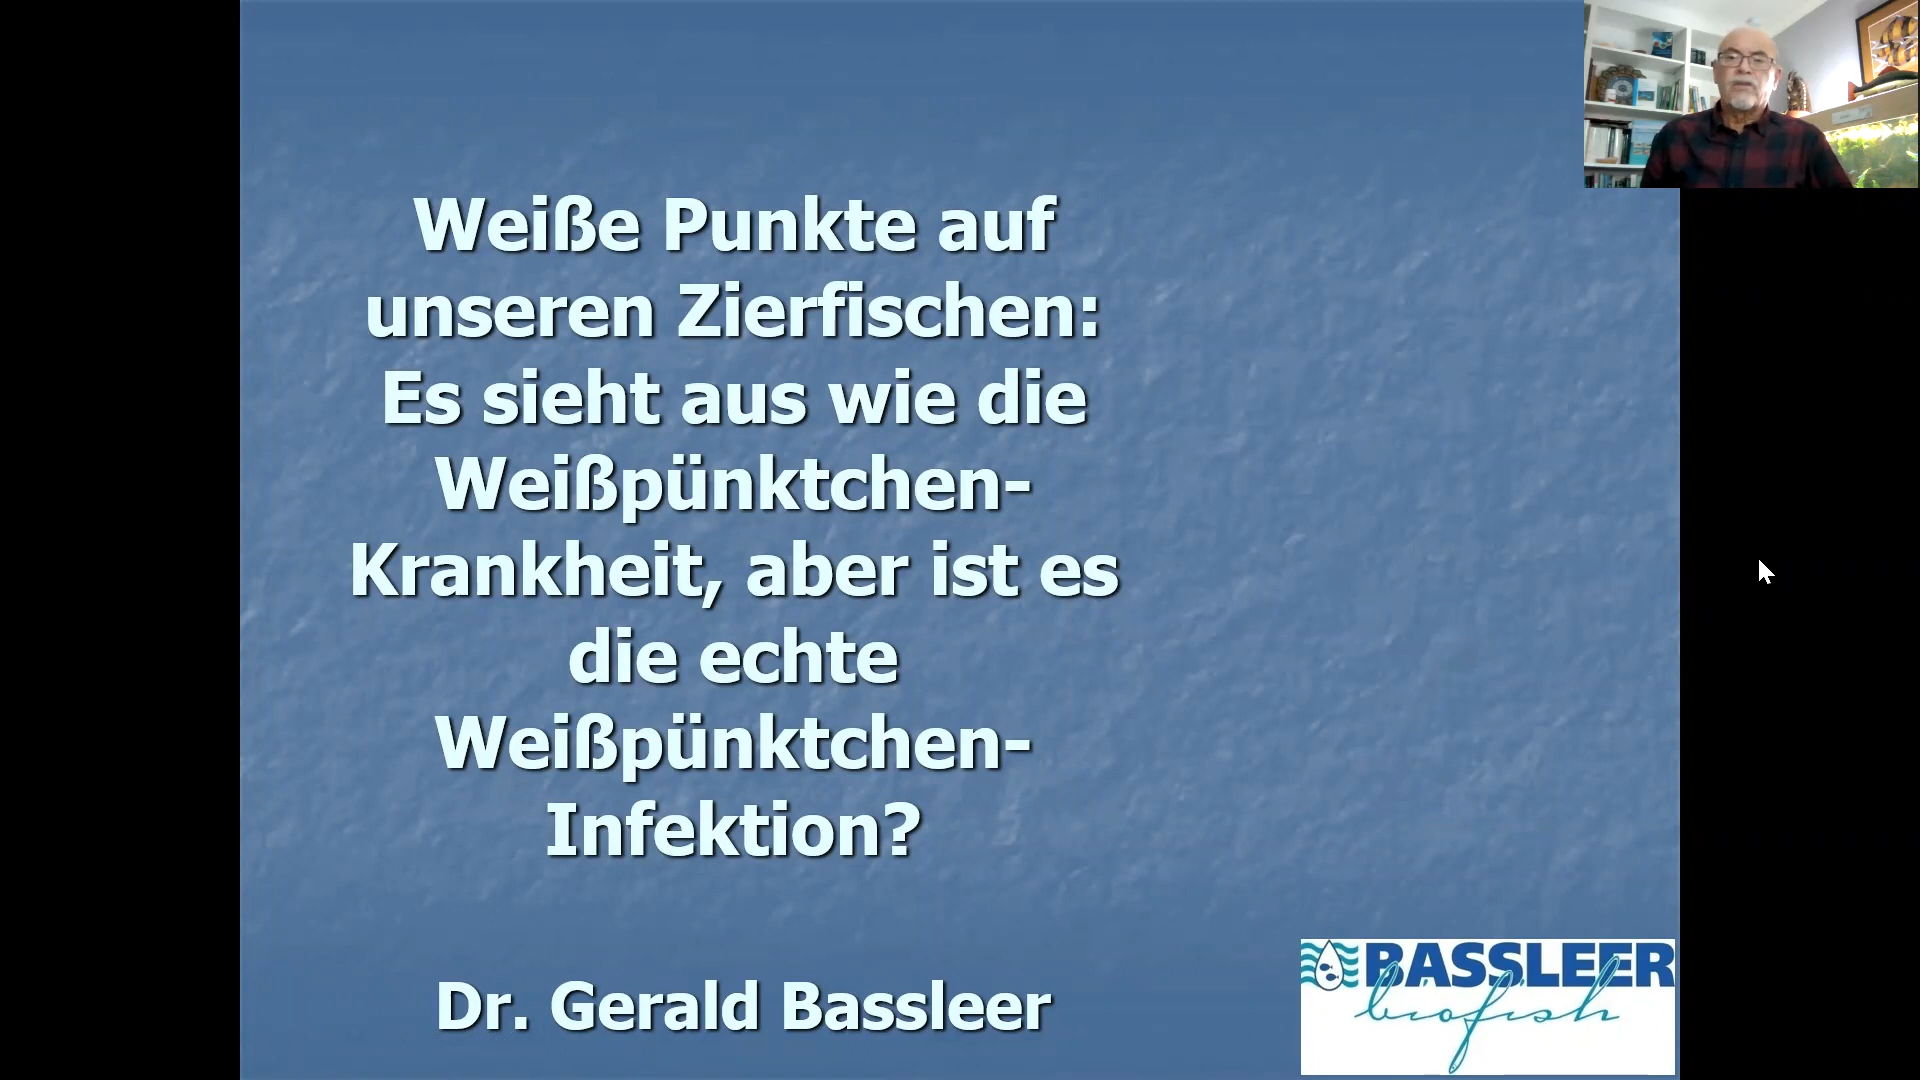 Weiße Punkte auf
unseren Zierfischen:
Es sieht aus wie die
Weißpünktchen-
Krankheit, aber ist es
die echte
Weißpünktchen-
Infektion?
Dr. Gerald Bassleer
BASSLEER
biofish